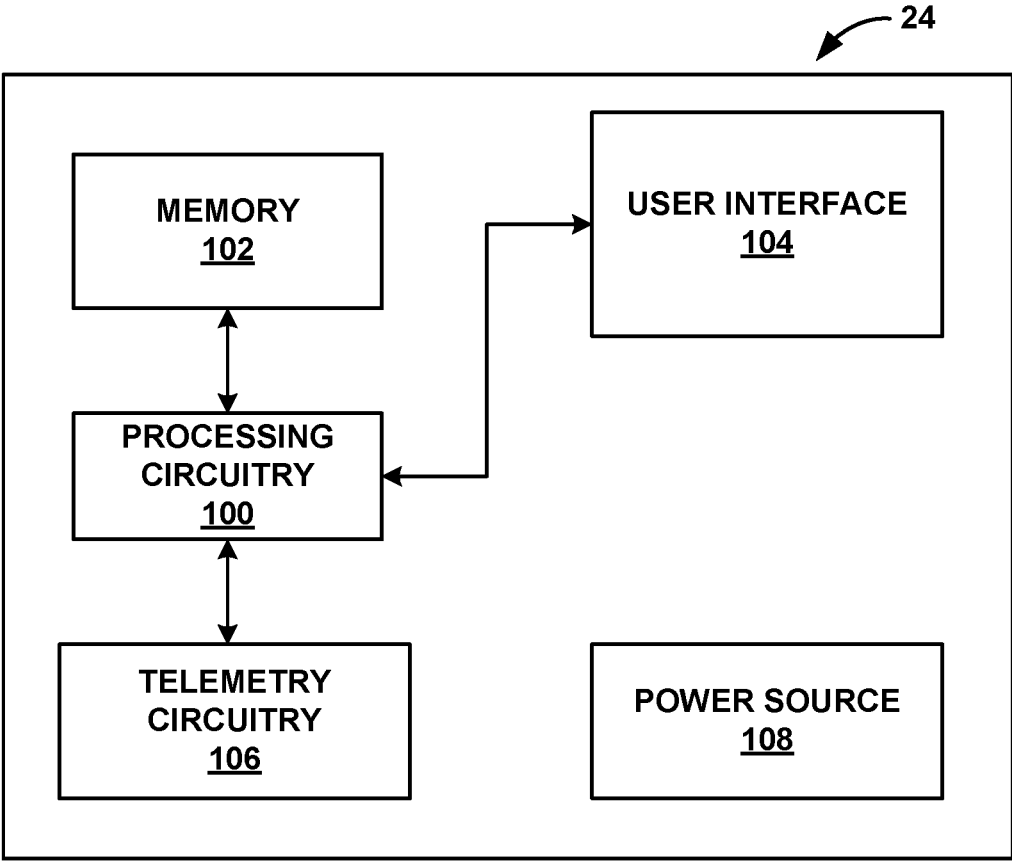 24
MEMORY
102
USER INTERFACE
104
PROCESSING
CIRCUITRY
100
TELEMETRY
CIRCUITRY
106
POWER SOURCE
108